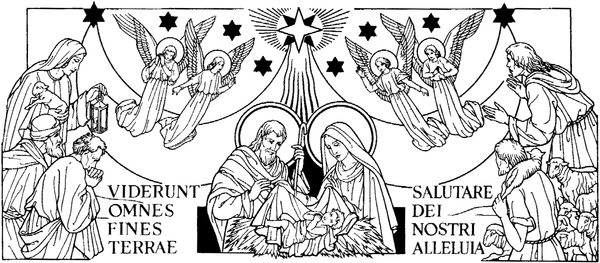 VIDERUNT
OMNES
FINES
TERRAE
SALUTARE
DEI
NOSTRI
ALLELUIA